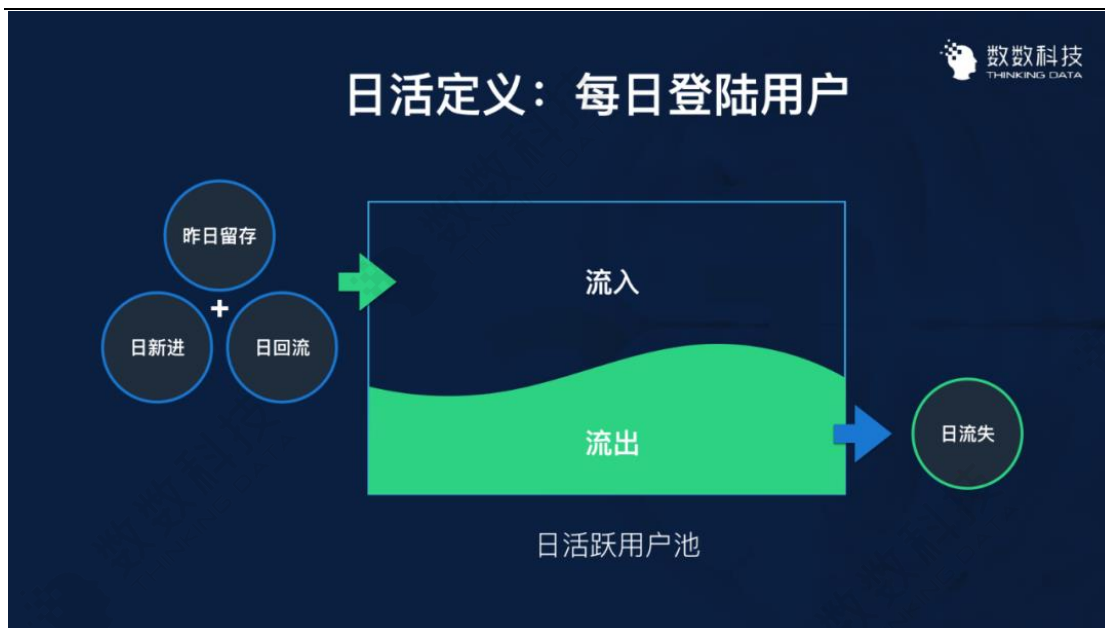 数数科技
THINKING DATA
日活定义：每日登陆用户
昨日留存
+
日新进
日回流
流入
流出
日流失
日活跃用户池